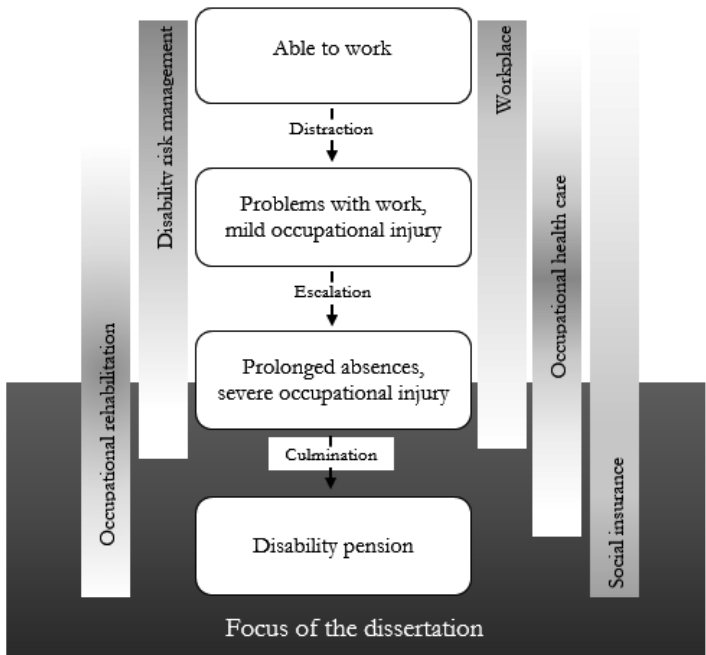 Able to work
Distraction
Problems with work,
mild occupational injury
Escalation
Prolonged absences,
severe occupational injury
Culmination
Disability pension
Focus of the dissertation
Occupational rehabilitation
Disability risk management
Workplace
Occupational health care
Social insurance